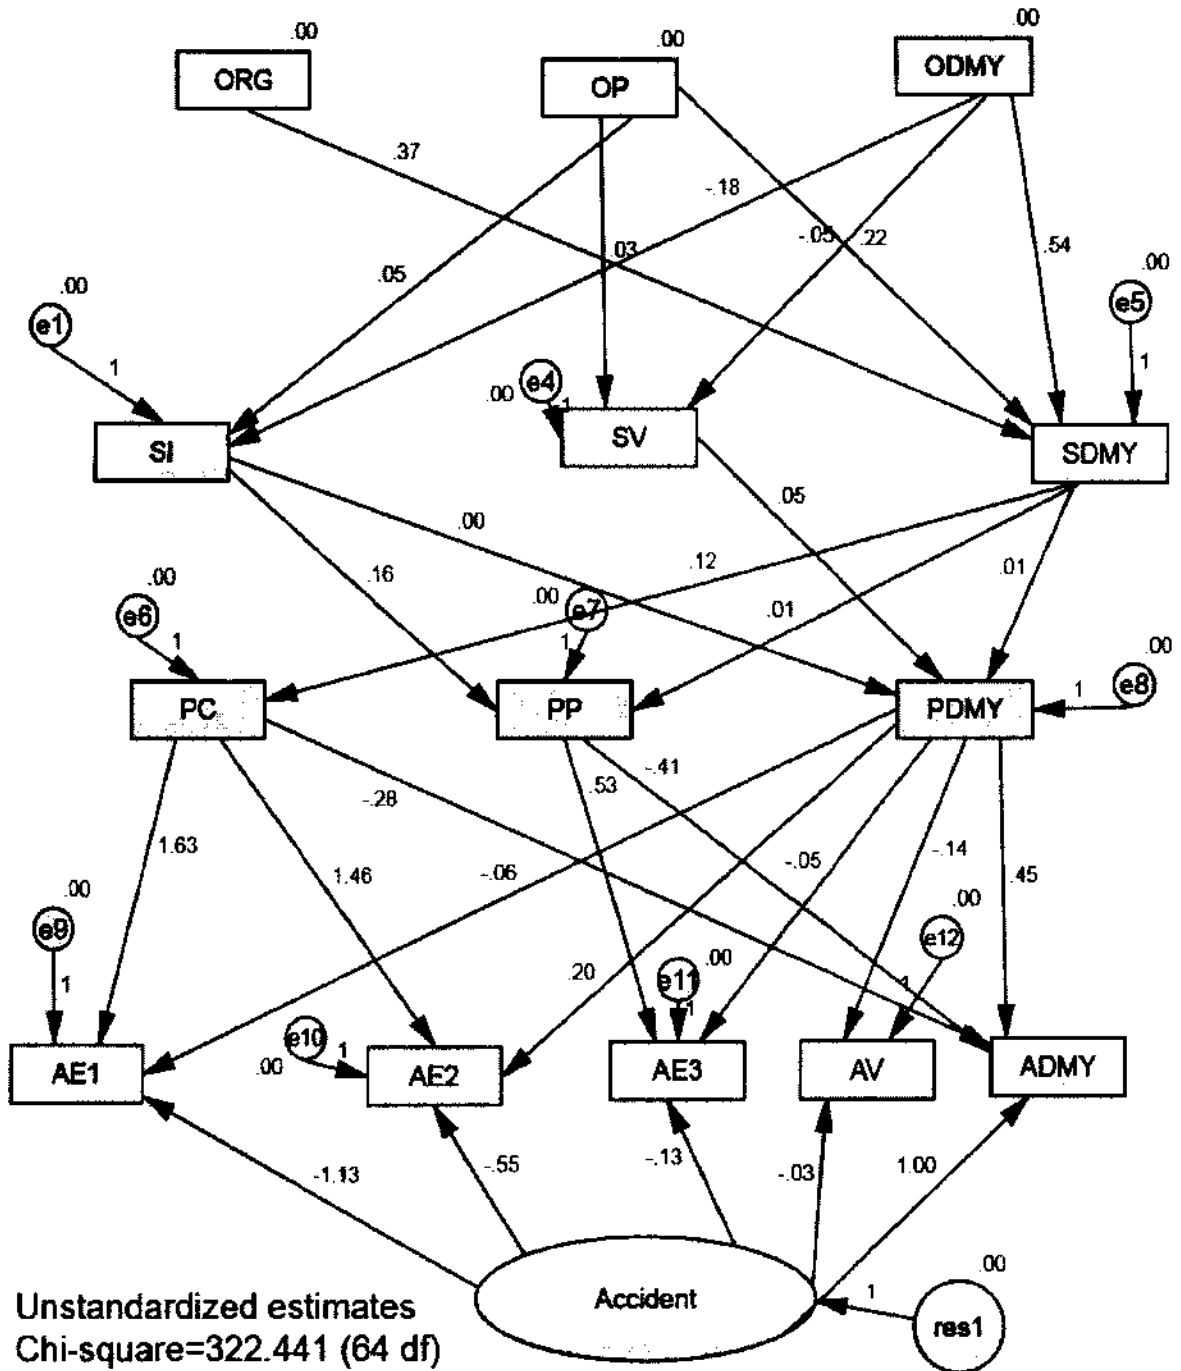 .00
.00
.00
ORG
OP
ODMY
.37
-.18
.03
-.05
.22
.05
.54
.00
.00
e1
e5
1
1
.00
e4
1
SI
SV
SDMY
.00
.05
.16
.12
.01
.01
.00
.00
.00
e6
e7
e8
1
1
1
PC
PP
PDMY
-.28
.53
-.41
1.63
1.46
-.06
-.05
-.14
.45
.00
.00
.00
e9
e12
.20
e11
1
1
1
e10
1
.00
AE1
AE2
AE3
AV
ADMY
-1.13
-.55
-.13
-.03
1.00
.00
Accident
1
res1
Unstandardized estimates
Chi-square=322.441 (64 df)